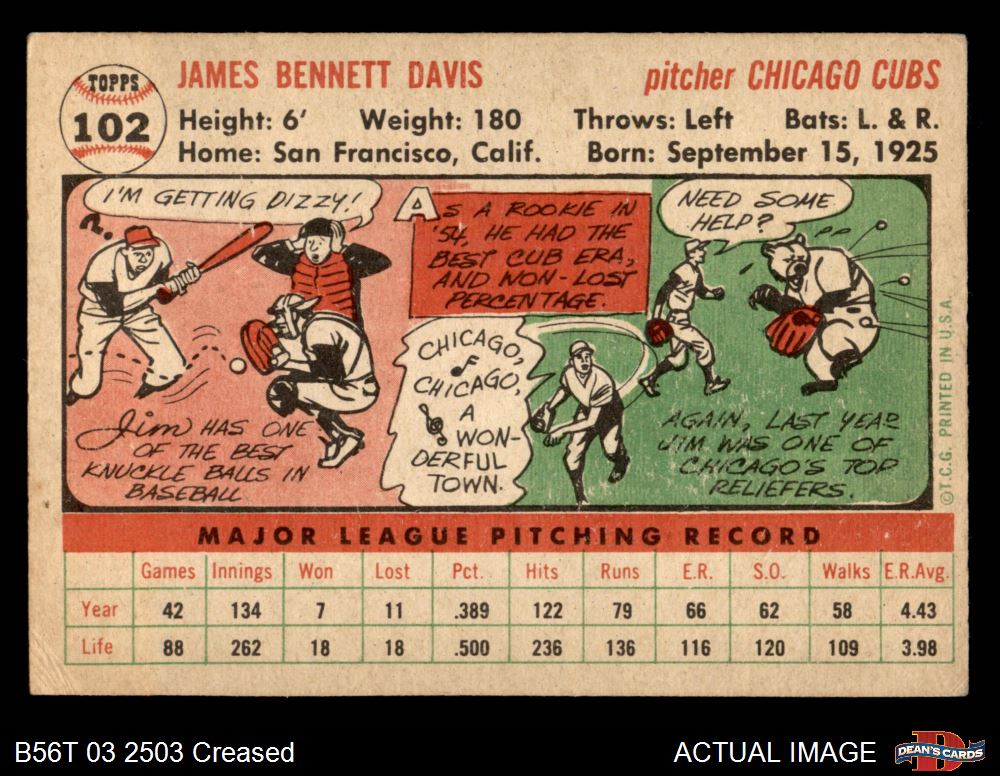 TOPPS
102
JAMES BENNETT DAVIS
pitcher CHICAGO CUBS
Height: 6' Weight: 180 Throws: Left Bats: L. & R.
Home: San Francisco, Calif. Born: September 15, 1925
I'M GETTING DIZZY!
Jim HAS ONE
OF THE BEST
KNUCKLE BALLS IN
BASEBALL
AS A ROOKIE IN
'54, HE HAD THE
BEST CUB ERA,
AND WON-LOST
PERCENTAGE.
CHICAGO,
CHICAGO,
A
WON-
DERFUL
TOWN.
NEED SOME
HELP?
AGAIN, LAST YEAR
JIM WAS ONE OF
CHICAGO'S TOP
RELIEFERS.
©T.C.G. PRINTED IN U.S.A.
MAJOR LEAGUE PITCHING RECORD
Games Innings Won Lost Pct. Hits Runs E.R. S.O. Walks E.R.Avg.
Year 42 134 7 11 .389 122 79 66 62 58 4.43
Life 88 262 18 18 .500 236 136 116 120 109 3.98
B56T 03 2503 Creased
ACTUAL IMAGE
DEAN'S CARDS